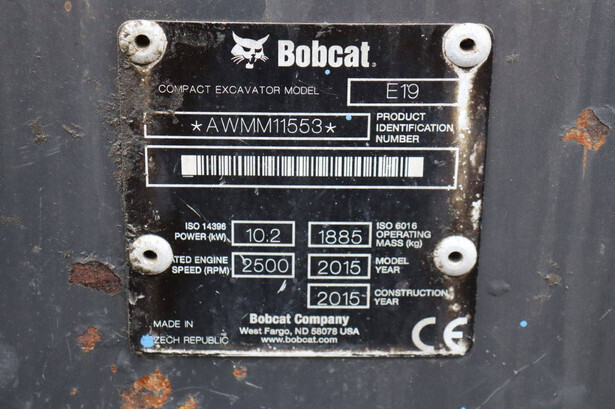 Bobcat
COMPACT EXCAVATOR MODEL E19
*AWMM11553* PRODUCT IDENTIFICATION NUMBER
ISO 14396 POWER (kW) 10.2 1885 ISO 6016 OPERATING MASS (kg)
ENGINE SPEED (RPM) 2500 2015 MODEL YEAR
2015 CONSTRUCTION YEAR
Bobcat Company
West Fargo, ND 58078 USA
www.bobcat.com
MADE IN
CZECH REPUBLIC
CE